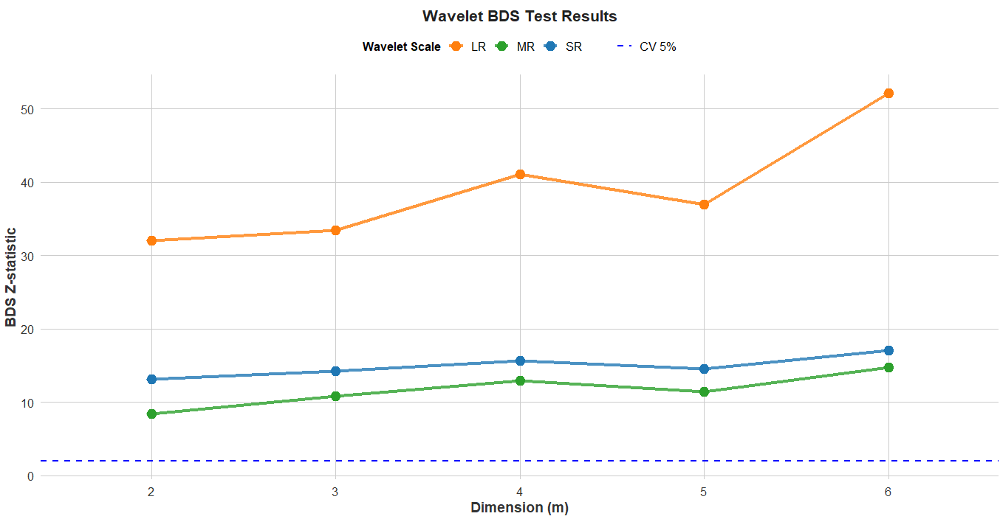 Wavelet BDS Test Results
Wavelet Scale LR MR SR CV 5%
50
40
30
20
10
0
BDS Z-statistic
2 3 4 5 6
Dimension (m)